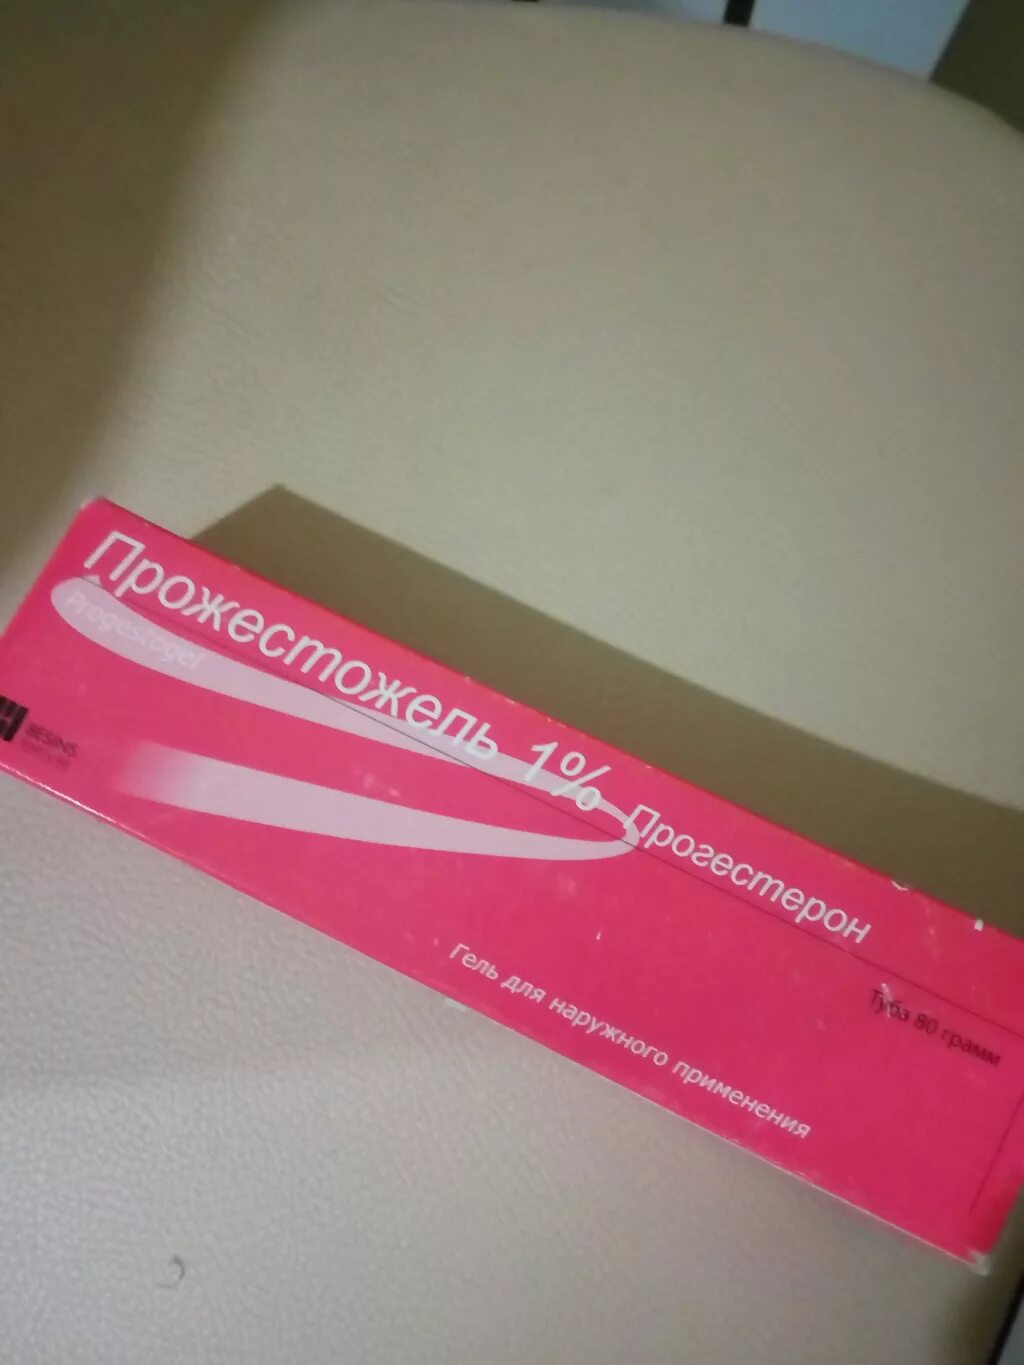 Прожестожель 1% Прогестерон
Progestogel
BESINS
Гель для наружного применения
Туба 80 грамм